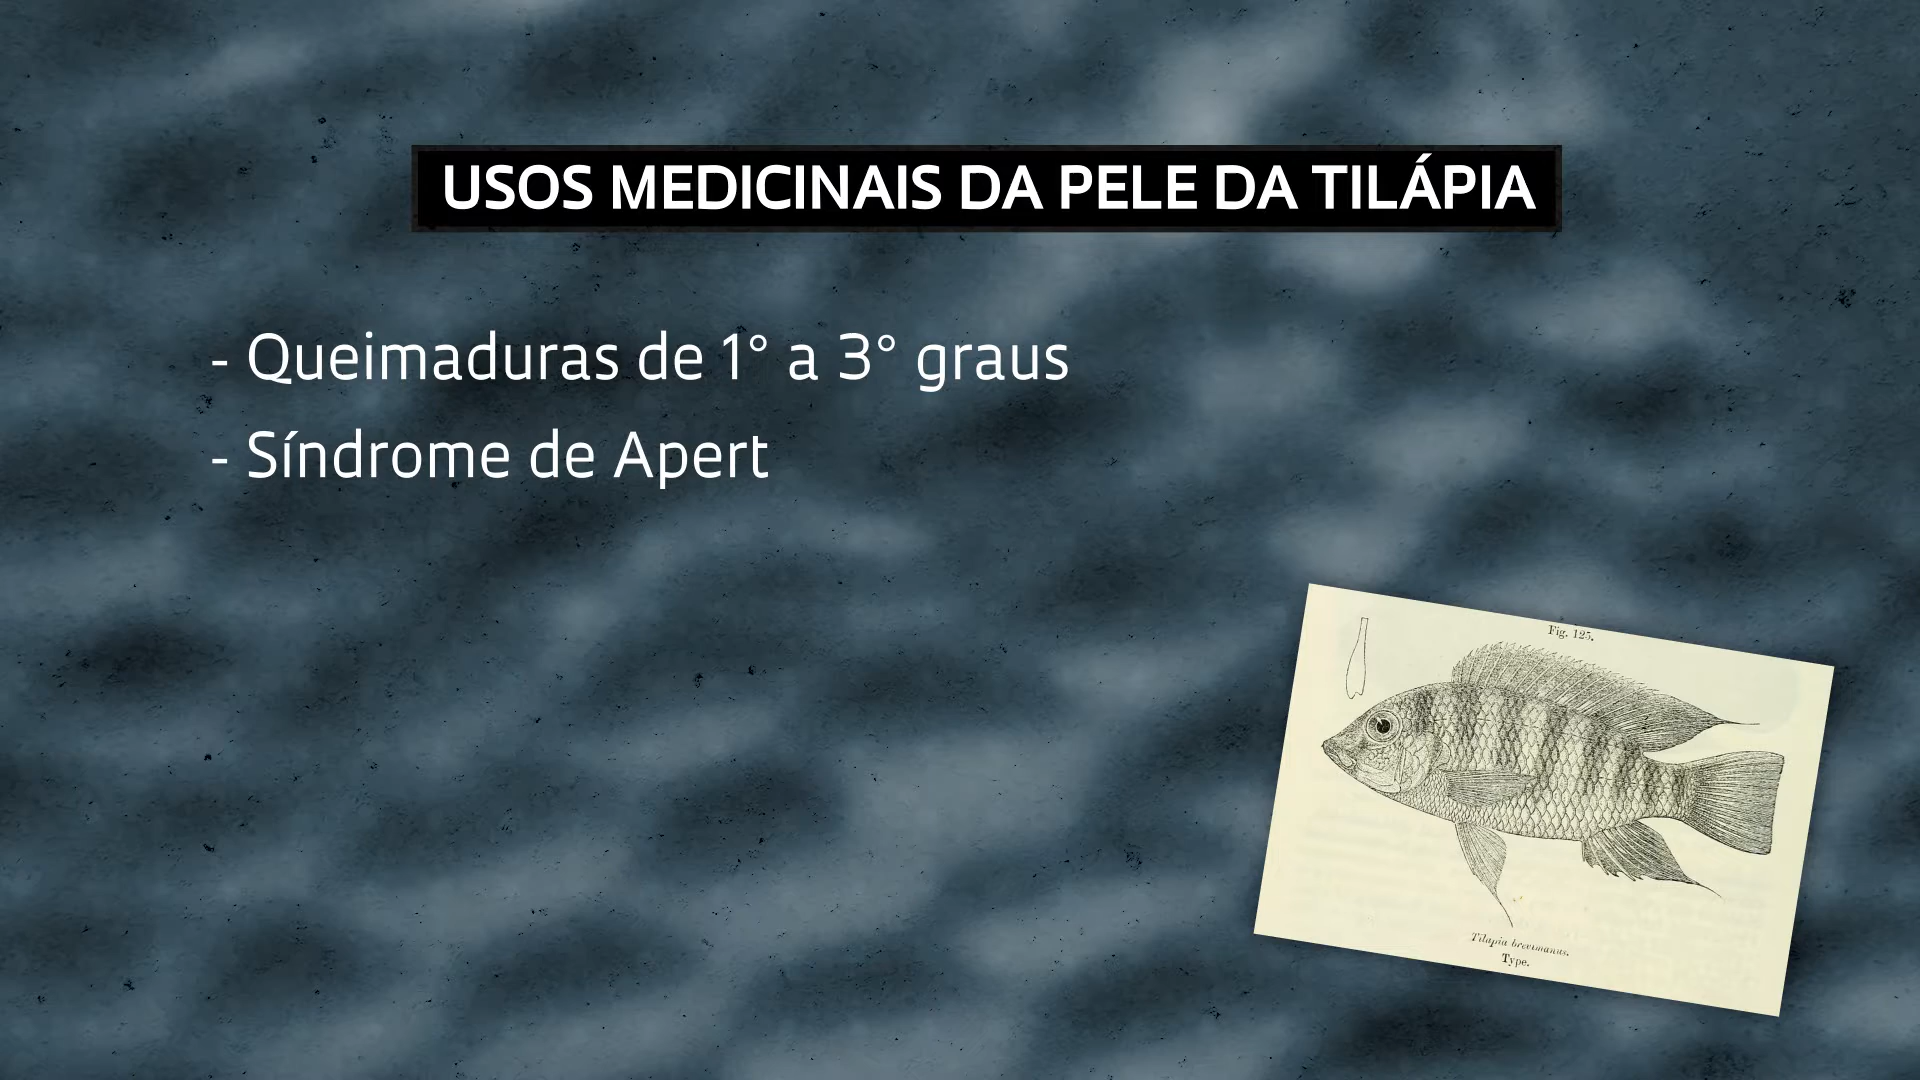 USOS MEDICINAIS DA PELE DA TILÁPIA
- Queimaduras de 1° a 3° graus
- Síndrome de Apert
Fig. 125.
Tilapia brevimanus.
Type.